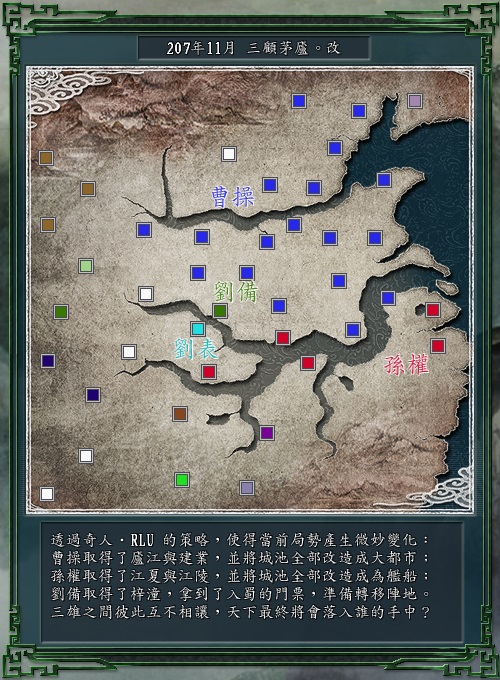 207年11月 三顧茅廬。改
曹操
劉備
劉表
孫權
透過奇人・RLU 的策略，使得當前局勢產生微妙變化：
曹操取得了廬江與建業，並將城池全部改造成大都市；
孫權取得了江夏與江陵，並將城池全部改造成為艦船；
劉備取得了梓潼，拿到了入蜀的門票，準備轉移陣地。
三雄之間彼此互不相讓，天下最終將會落入誰的手中？